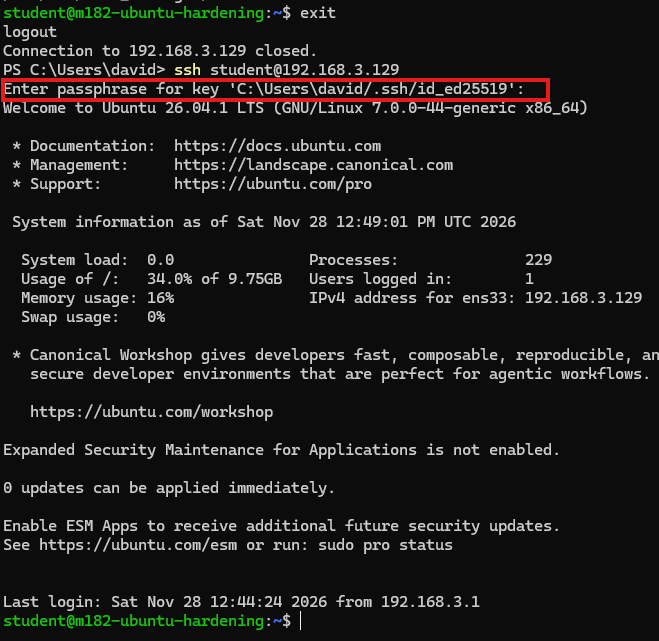 student@m182-ubuntu-hardening:~$ exit
logout
Connection to 192.168.3.129 closed.
PS C:\Users\david> ssh student@192.168.3.129
Enter passphrase for key 'C:\Users\david/.ssh/id_ed25519':
Welcome to Ubuntu 26.04.1 LTS (GNU/Linux 7.0.0-44-generic x86_64)
* Documentation:  https://docs.ubuntu.com
* Management:     https://landscape.canonical.com
* Support:        https://ubuntu.com/pro
System information as of Sat Nov 28 12:49:01 PM UTC 2026
System load:  0.0                Processes:              229
Usage of /:   34.0% of 9.75GB   Users logged in:        1
Memory usage: 16%               IPv4 address for ens33: 192.168.3.129
Swap usage:   0%
* Canonical Workshop gives developers fast, composable, reproducible, an
secure developer environments that are perfect for agentic workflows.
https://ubuntu.com/workshop
Expanded Security Maintenance for Applications is not enabled.
0 updates can be applied immediately.
Enable ESM Apps to receive additional future security updates.
See https://ubuntu.com/esm or run: sudo pro status
Last login: Sat Nov 28 12:44:24 2026 from 192.168.3.1
student@m182-ubuntu-hardening:~$